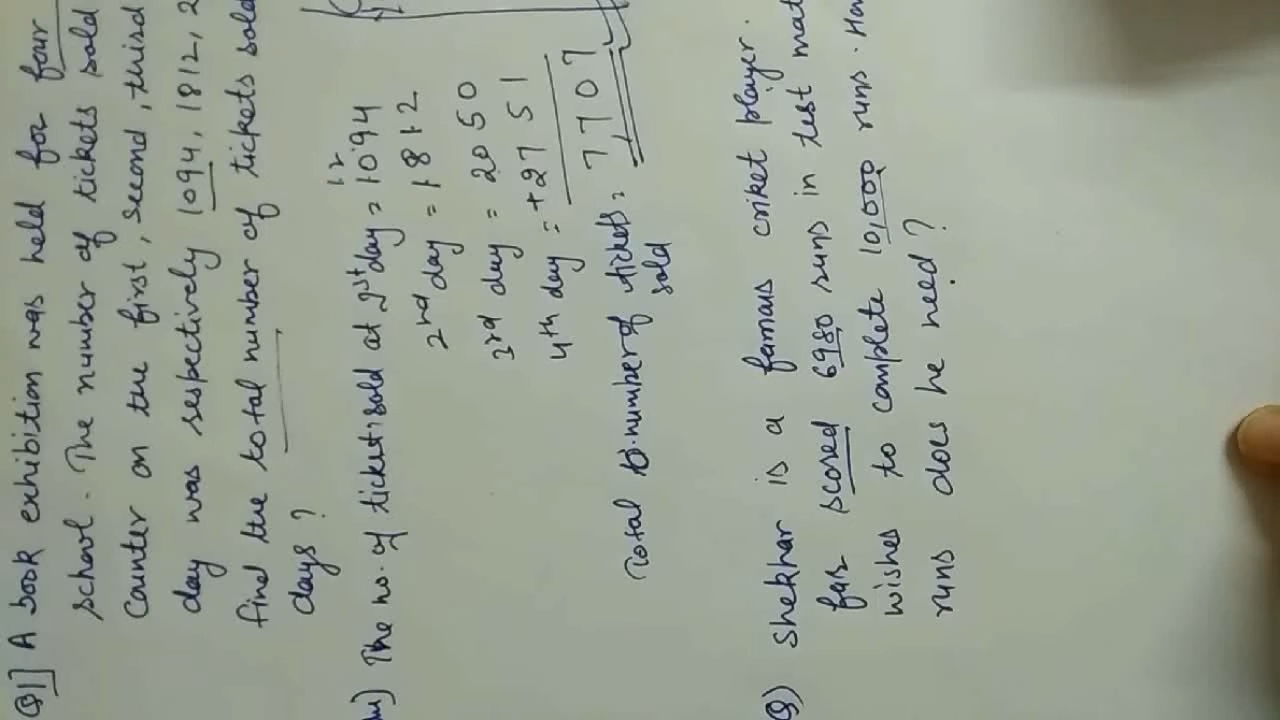 Q1] A book exhibition was held for four
school. The number of tickets sold
counter on the first, second, third
day was respectively 1094, 1812, 2
find the total number of tickets sold
days?
The no. of tickets sold at 1st day = 1094
12
2nd day = 1812
3rd day = 2050
4th day = +2751
Total number of tickets = 7707
sold
Q) Shekhar is a famous criket player.
far scored 6980 runs in test mat
wishes to complete 10,000 runs. How
runs does he need?